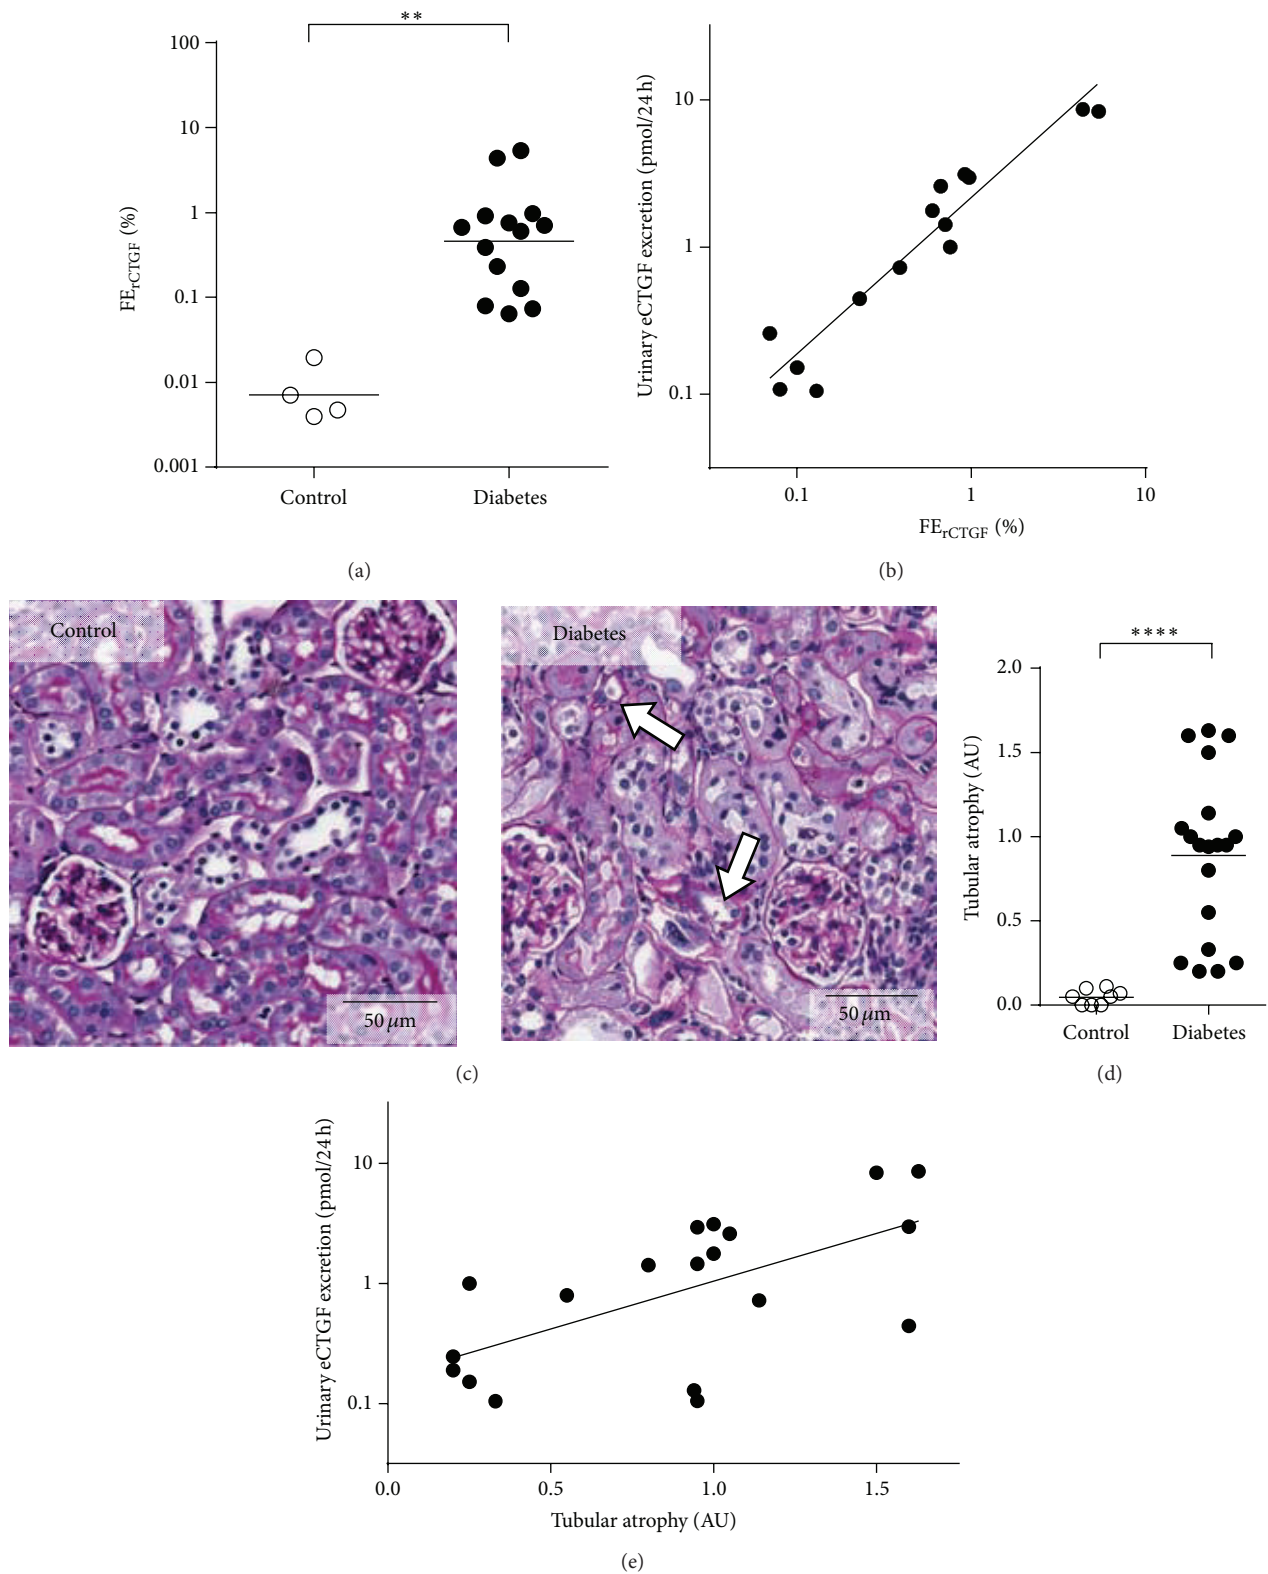 **
100
10
1
0.1
0.01
0.001
FErCTGF (%)
Control
Diabetes
(a)
Urinary eCTGF excretion (pmol/24 h)
10
1
0.1
0.1
1
10
FErCTGF (%)
(b)
Control
50 μm
Diabetes
50 μm
(c)
****
Tubular atrophy (AU)
2.0
1.5
1.0
0.5
0.0
Control
Diabetes
(d)
Urinary eCTGF excretion (pmol/24 h)
10
1
0.1
0.0
0.5
1.0
1.5
Tubular atrophy (AU)
(e)